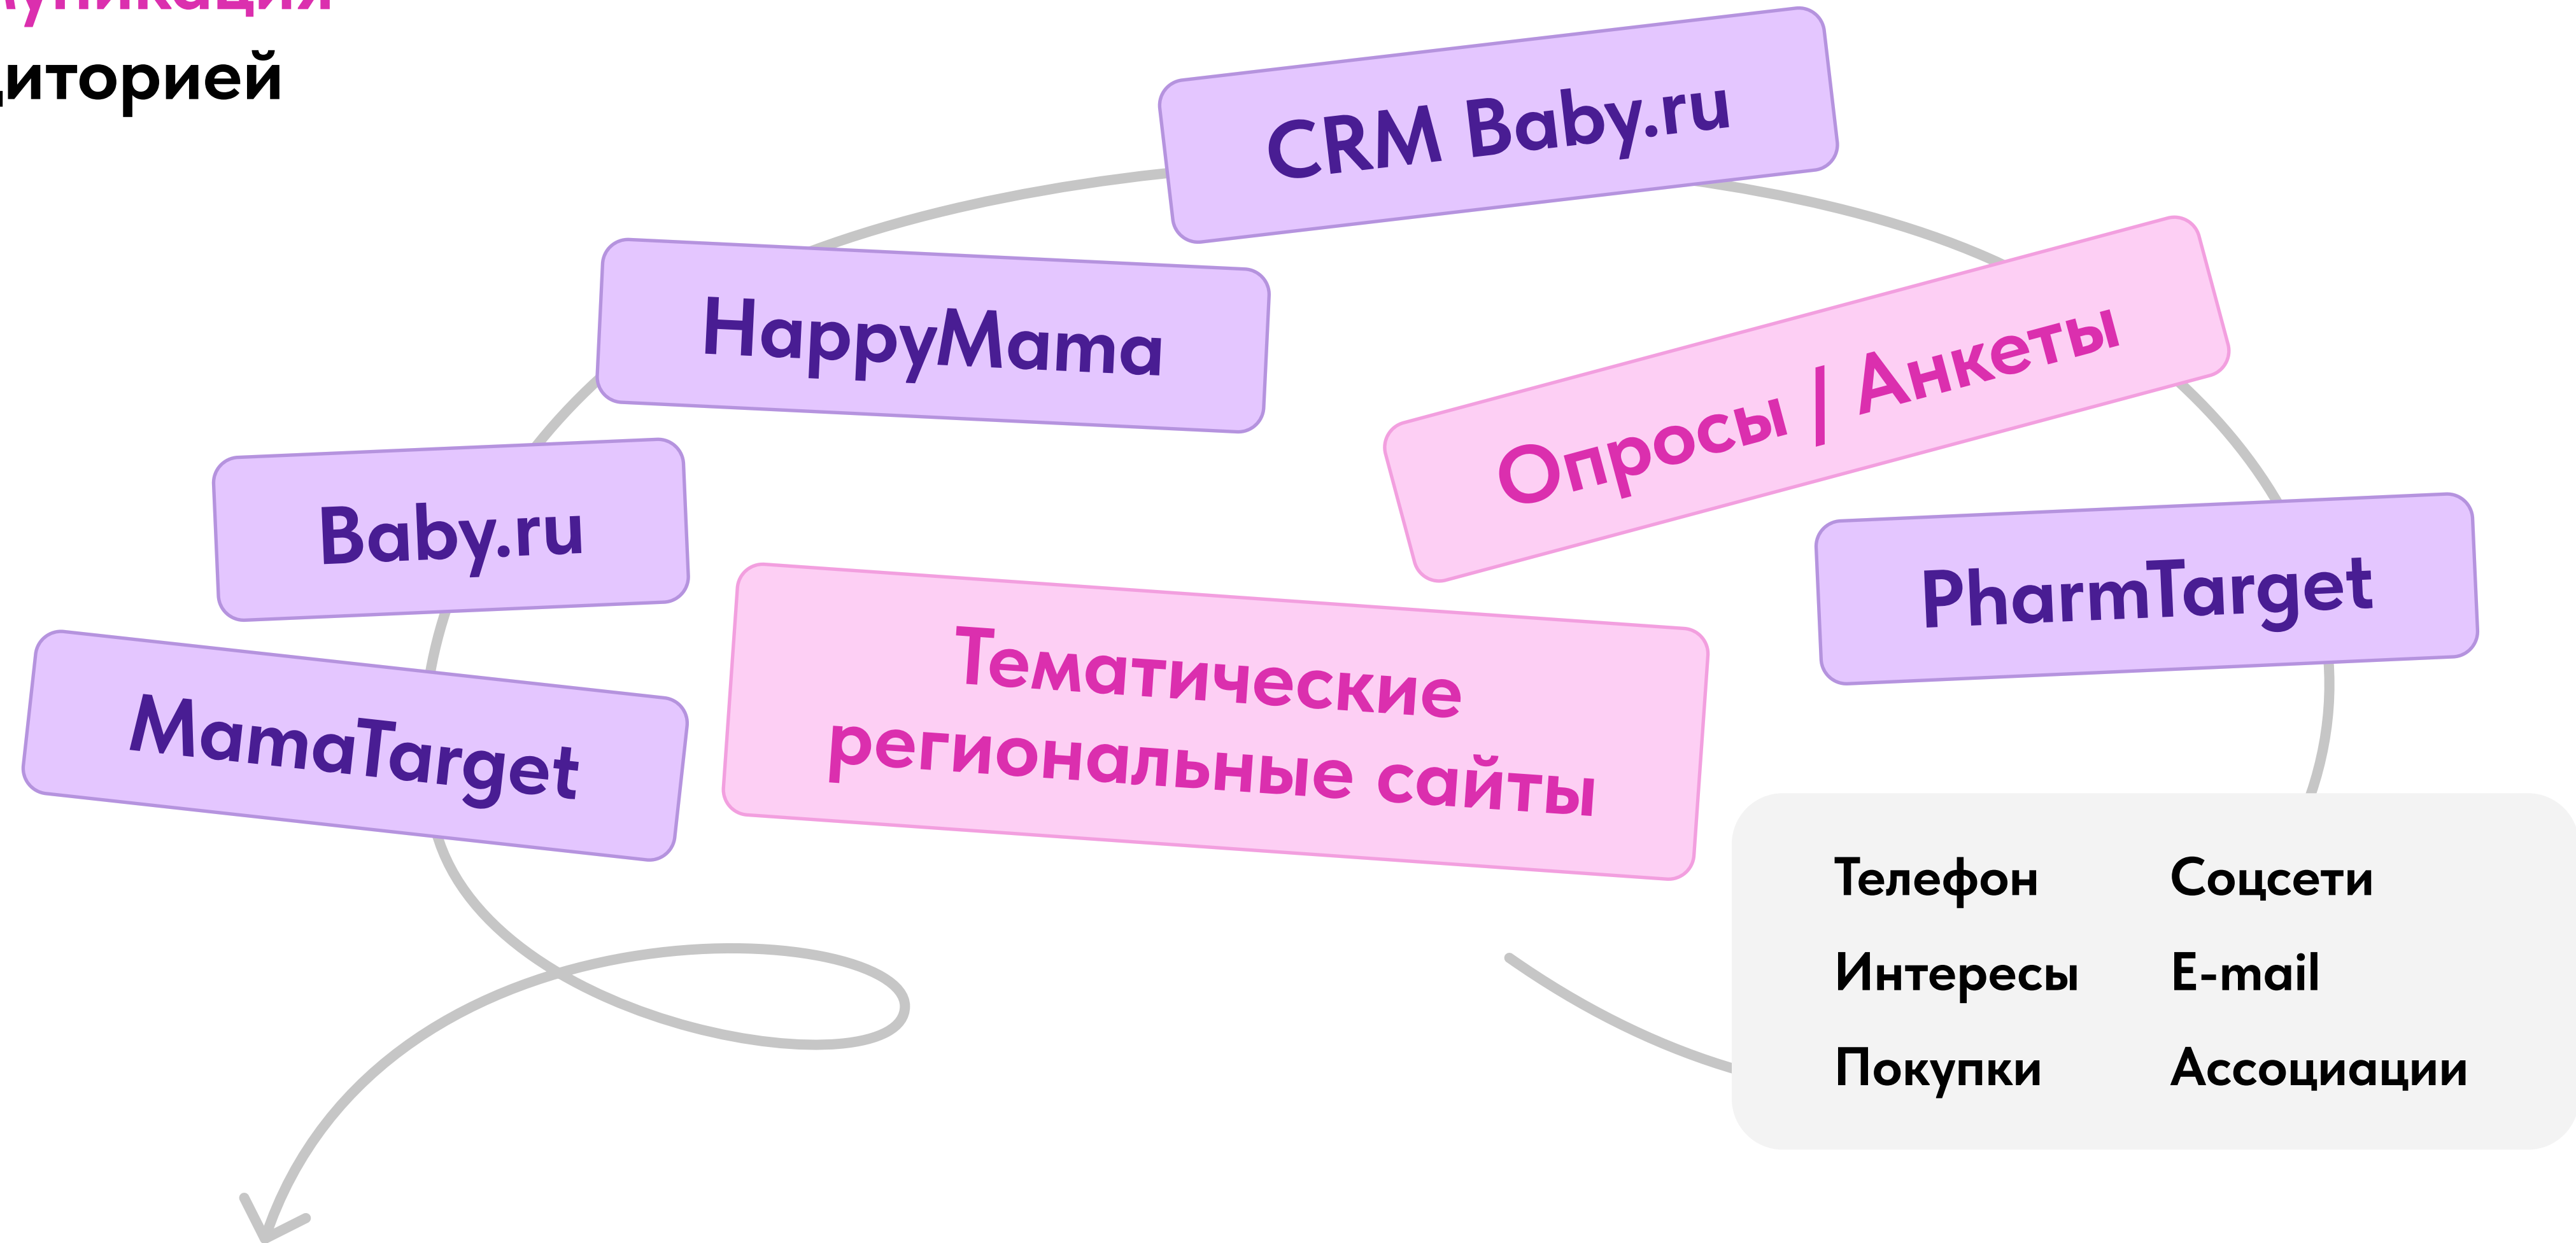 CRM Baby.ru
HappyMama
Опросы / Анкеты
Baby.ru
PharmTarget
MamaTarget
Тематические
региональные сайты
Телефон
Соцсети
Интересы
E-mail
Покупки
Ассоциации